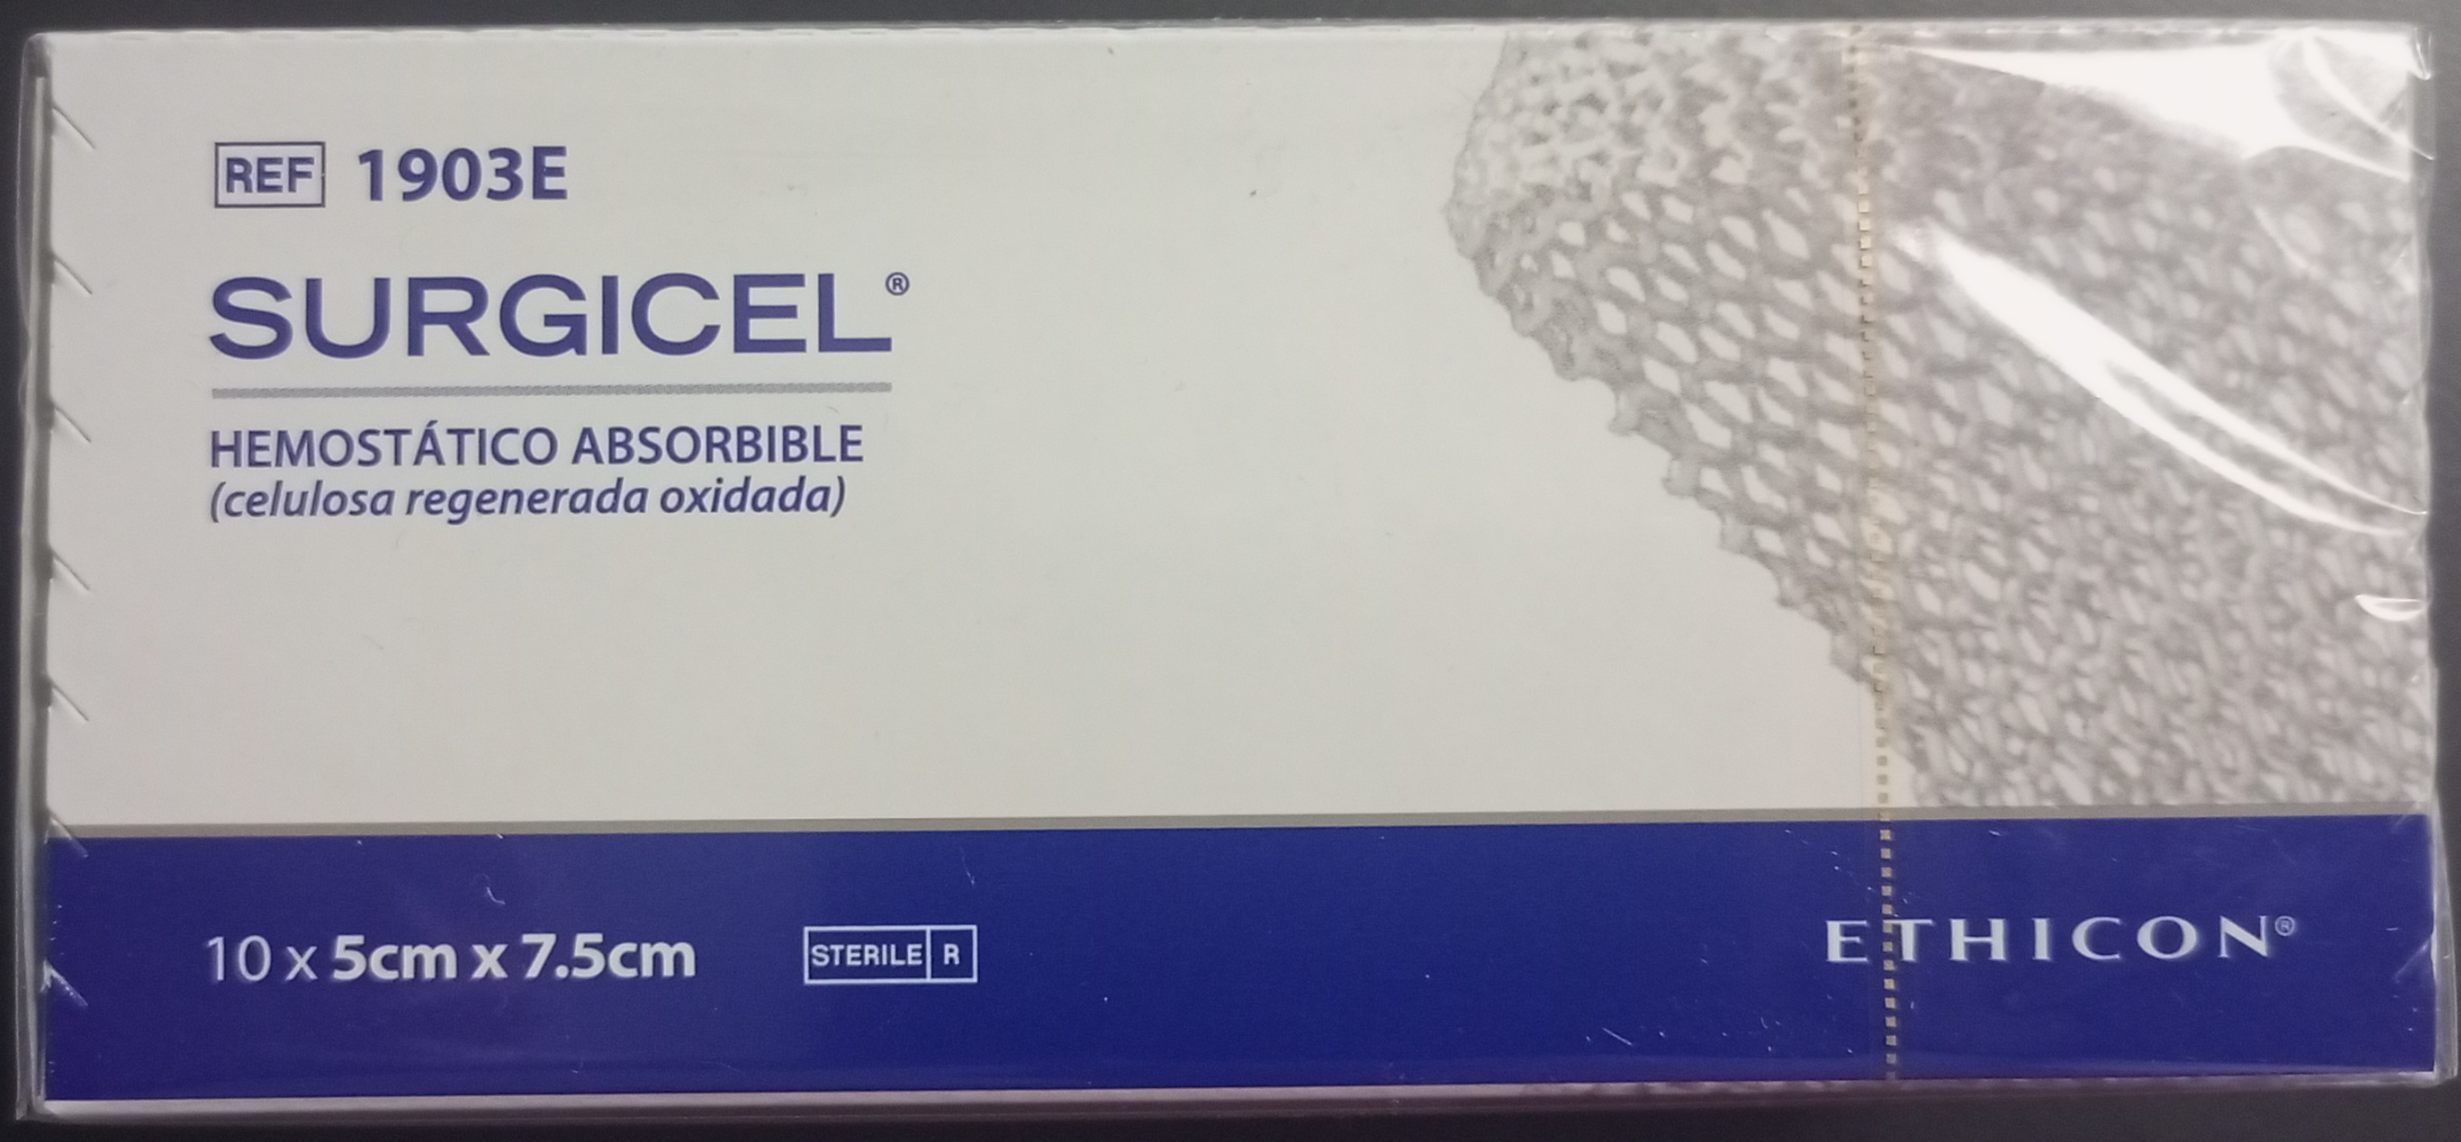 REF 1903E
SURGICEL®
HEMOSTÁTICO ABSORBIBLE
(celulosa regenerada oxidada)
10 x 5cm x 7.5cm STERILE R
ETHICON®